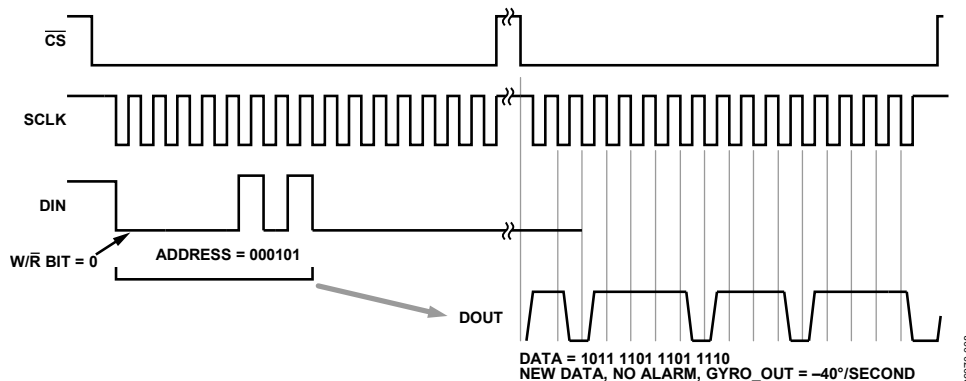 C̅S̅
SCLK
DIN
W/R̅ BIT = 0
ADDRESS = 000101
DOUT
DATA = 1011 1101 1101 1110
NEW DATA, NO ALARM, GYRO_OUT = –40°/SECOND